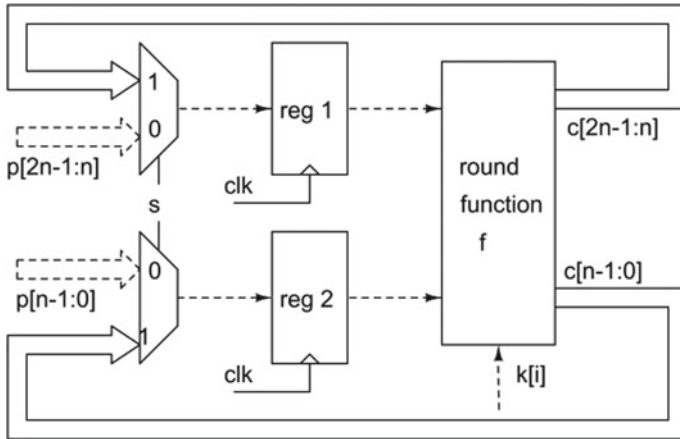 1
0
p[2n-1:n]
reg 1
clk
c[2n-1:n]
round
function
f
s
0
p[n-1:0]
1
reg 2
clk
c[n-1:0]
k[i]